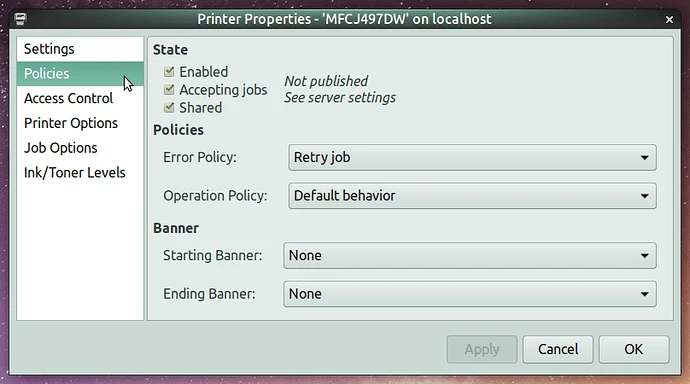 Printer Properties - 'MFCJ497DW' on localhost
Settings
Policies
Access Control
Printer Options
Job Options
Ink/Toner Levels
State
Enabled
Accepting jobs
Shared
Not published
See server settings
Policies
Error Policy: Retry job
Operation Policy: Default behavior
Banner
Starting Banner: None
Ending Banner: None
Apply Cancel OK